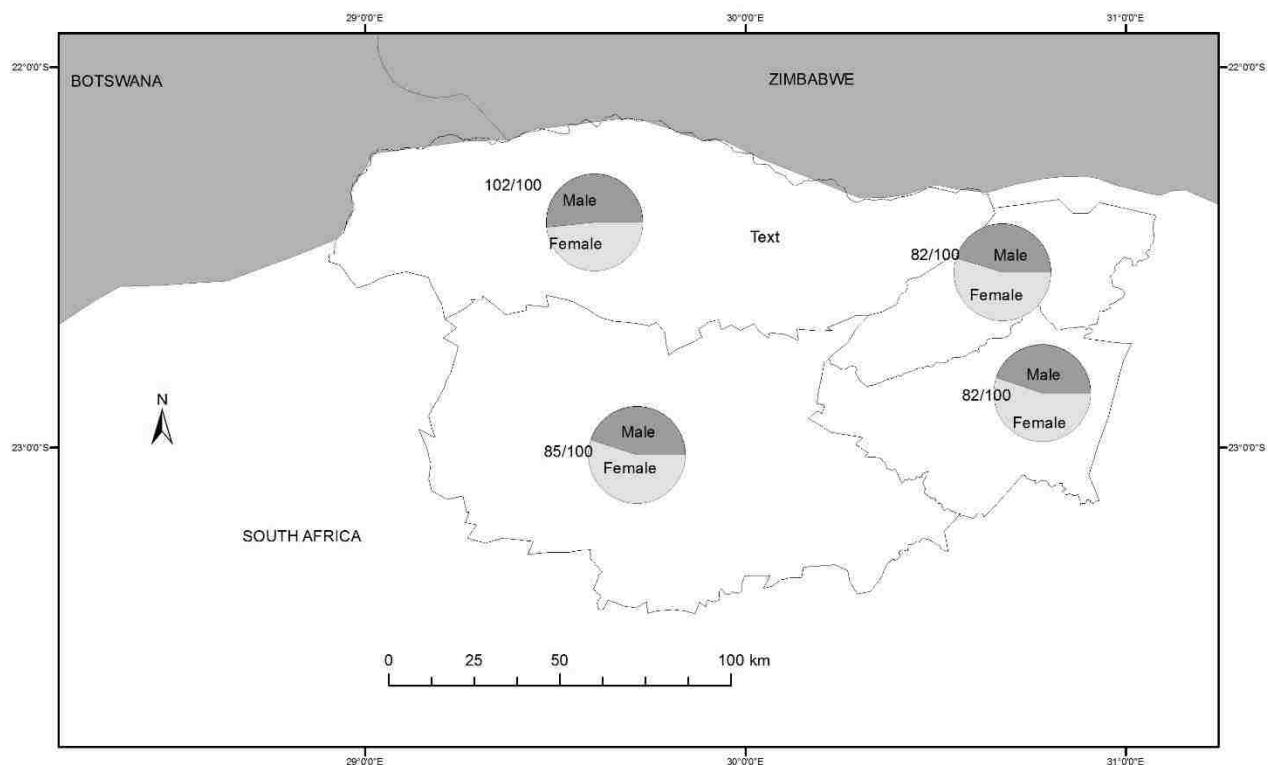 29°0'0"E
30°0'0"E
31°0'0"E
22°0'0"S
22°0'0"S
BOTSWANA
ZIMBABWE
102/100
Male
Female
Text
82/100
Male
Female
82/100
Male
Female
N
85/100
Male
Female
23°0'0"S
23°0'0"S
SOUTH AFRICA
0
25
50
100 km
29°0'0"E
30°0'0"E
31°0'0"E